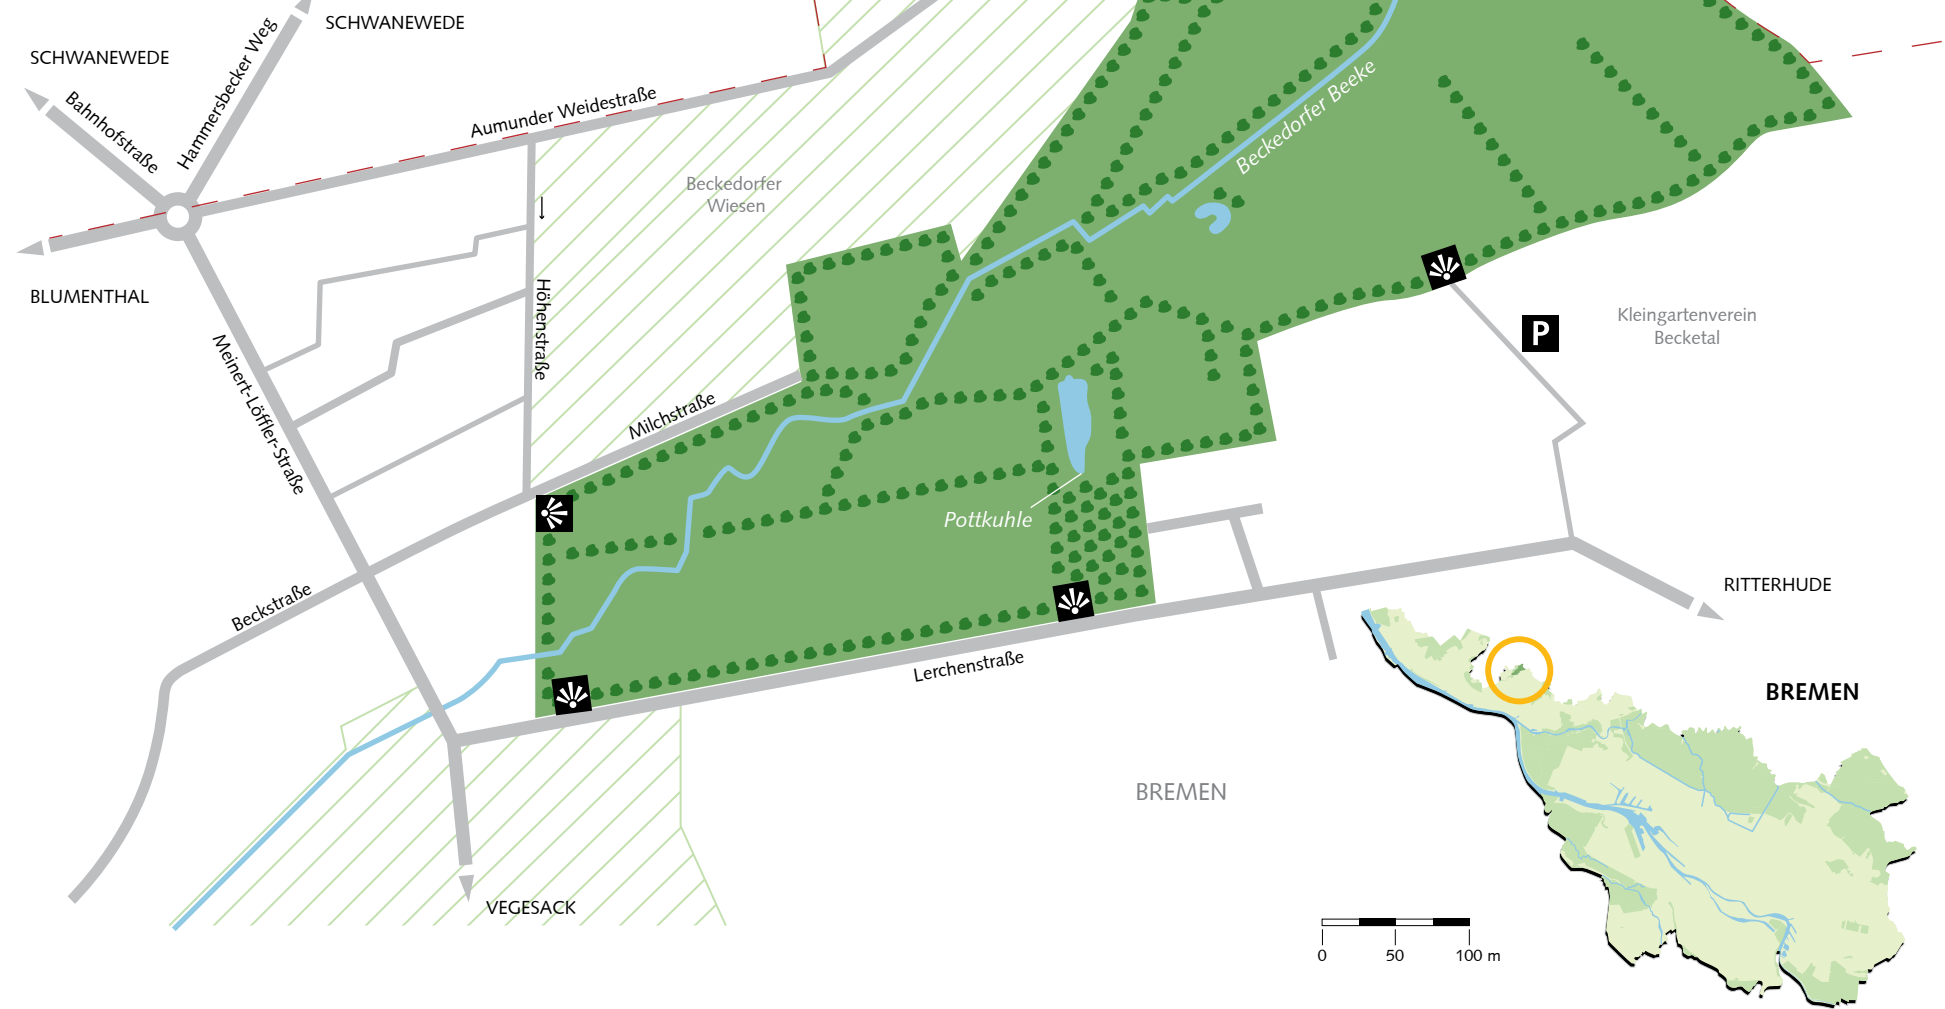 SCHWANEWEDE
SCHWANEWEDE
Hammersbecker Weg
Bahnhofstraße
Aumunder Weidestraße
Beckedorfer Beeke
Beckedorfer
Wiesen
BLUMENTHAL
Höhenstraße
Kleingartenverein
Becketal
P
Meinert-Löffler-Straße
Milchstraße
Pottkuhle
Beckstraße
RITTERHUDE
Lerchenstraße
BREMEN
BREMEN
VEGESACK
0 50 100 m